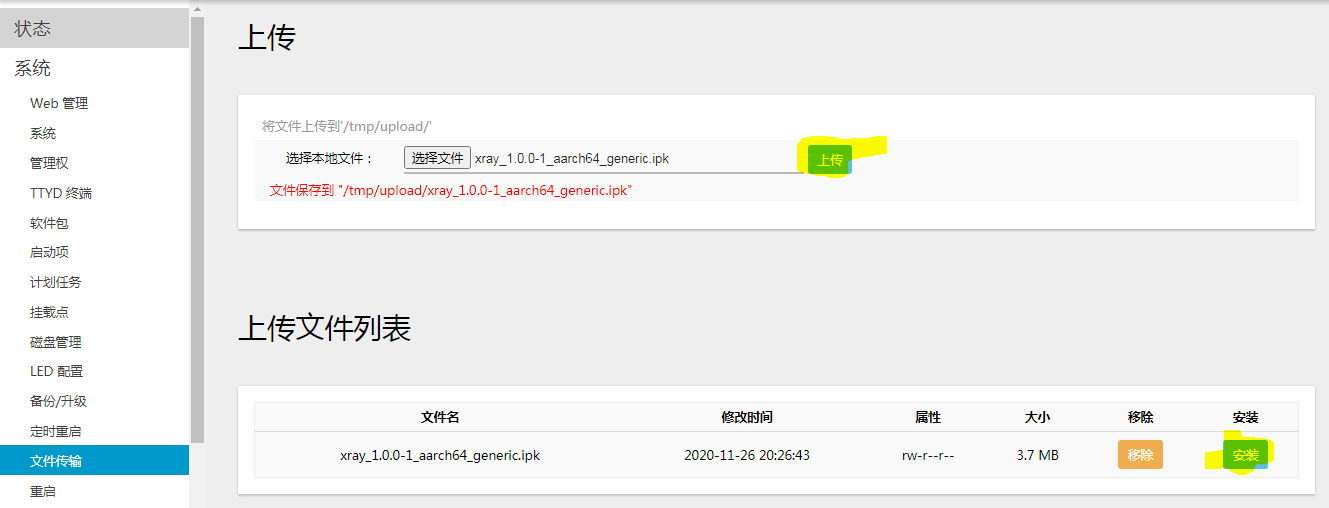 状态
系统
Web 管理
系统
管理权
TTYD 终端
软件包
启动项
计划任务
挂载点
磁盘管理
LED 配置
备份/升级
定时重启
文件传输
重启
上传
将文件上传到'/tmp/upload/'
选择本地文件： 选择文件 xray_1.0.0-1_aarch64_generic.ipk 上传
文件保存到 "/tmp/upload/xray_1.0.0-1_aarch64_generic.ipk"
上传文件列表
文件名 修改时间 属性 大小 移除 安装
xray_1.0.0-1_aarch64_generic.ipk 2020-11-26 20:26:43 rw-r--r-- 3.7 MB 移除 安装